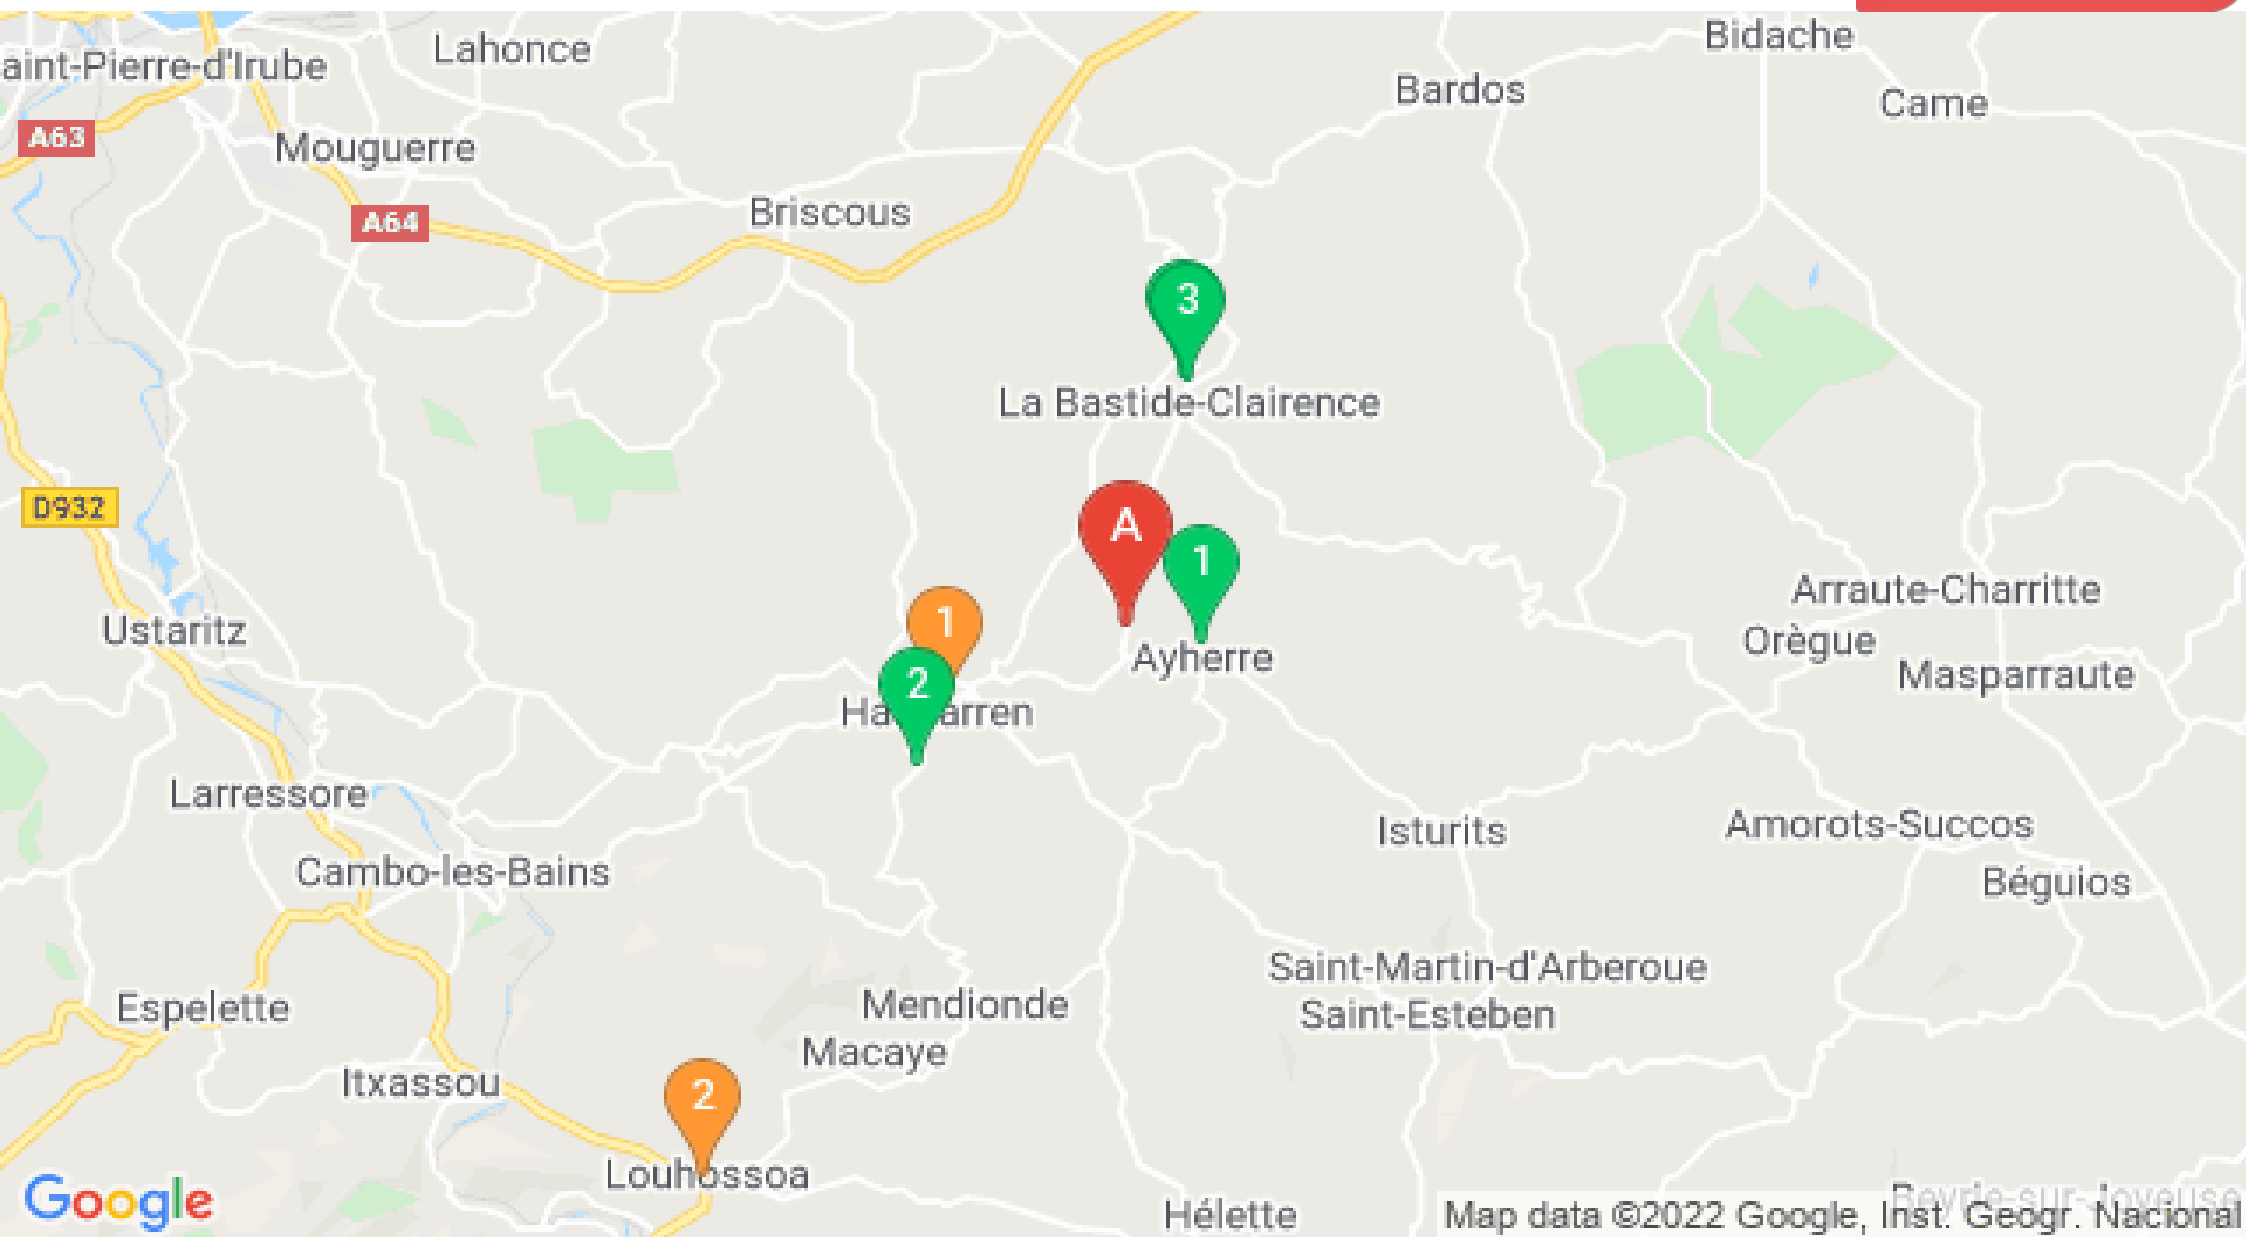 Bidache
Lahonce
aint-Pierre-d'Irube
Bardos
Came
A63
Mouguerre
Briscous
A64
3
La Bastide-Clairence
D932
A
1
Arraute-Charritte
1
Ustaritz
Orègue
Ayherre
Masparraute
2
Larressore
Isturits
Amorots-Succos
Cambo-les-Bains
Béguios
Saint-Martin-d'Arberoue
Mendionde
Espelette
Saint-Esteben
Macaye
Itxassou
2
Louhossoa
Google
Hélette
Map data ©2022 Google, Inst. Geogr. Nacional